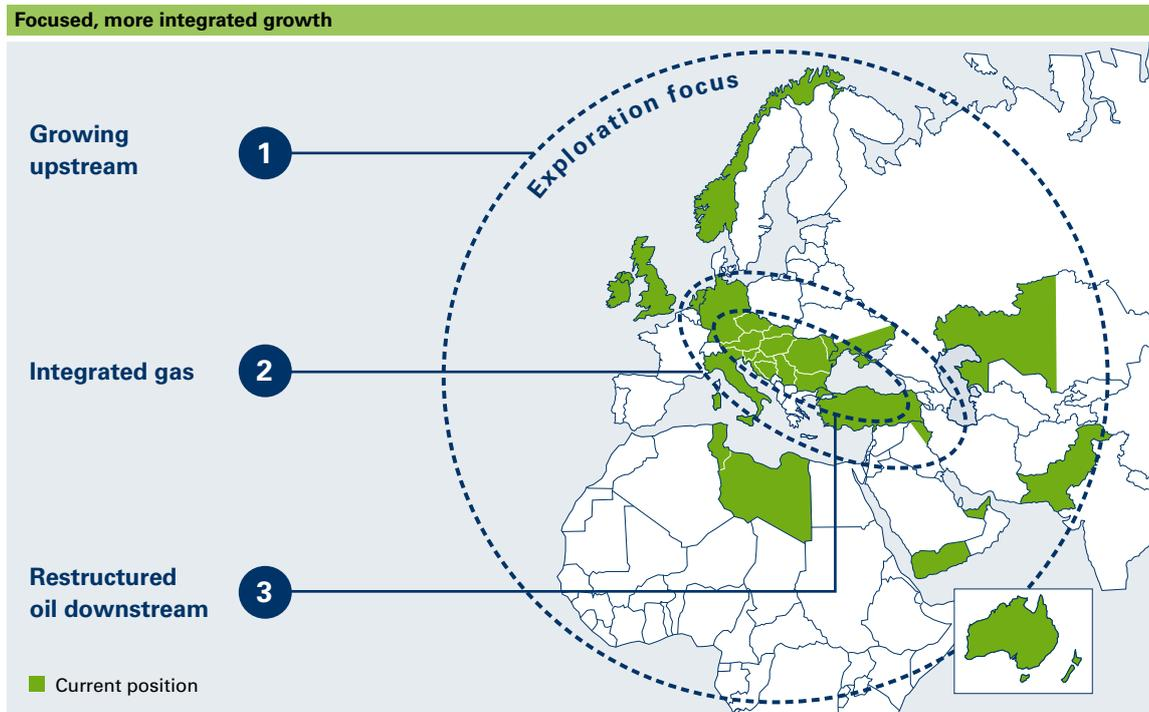 Focused, more integrated growth
Exploration focus
Growing
upstream
1
Integrated gas
2
Restructured
oil downstream
3
Current position